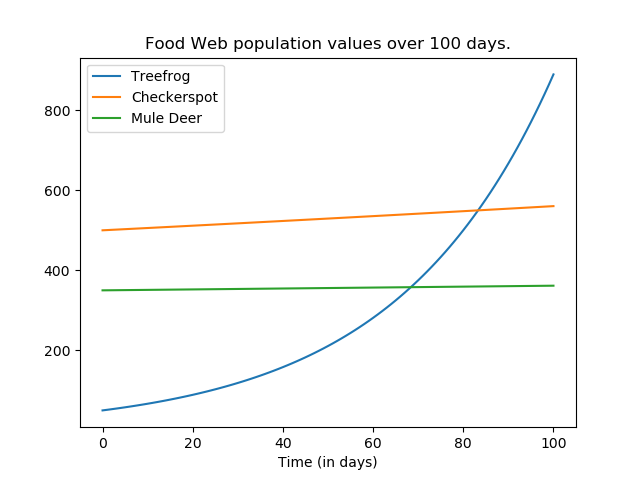 Food Web population values over 100 days.
Treefrog
Checkerspot
Mule Deer
800
600
400
200
0 20 40 60 80 100
Time (in days)